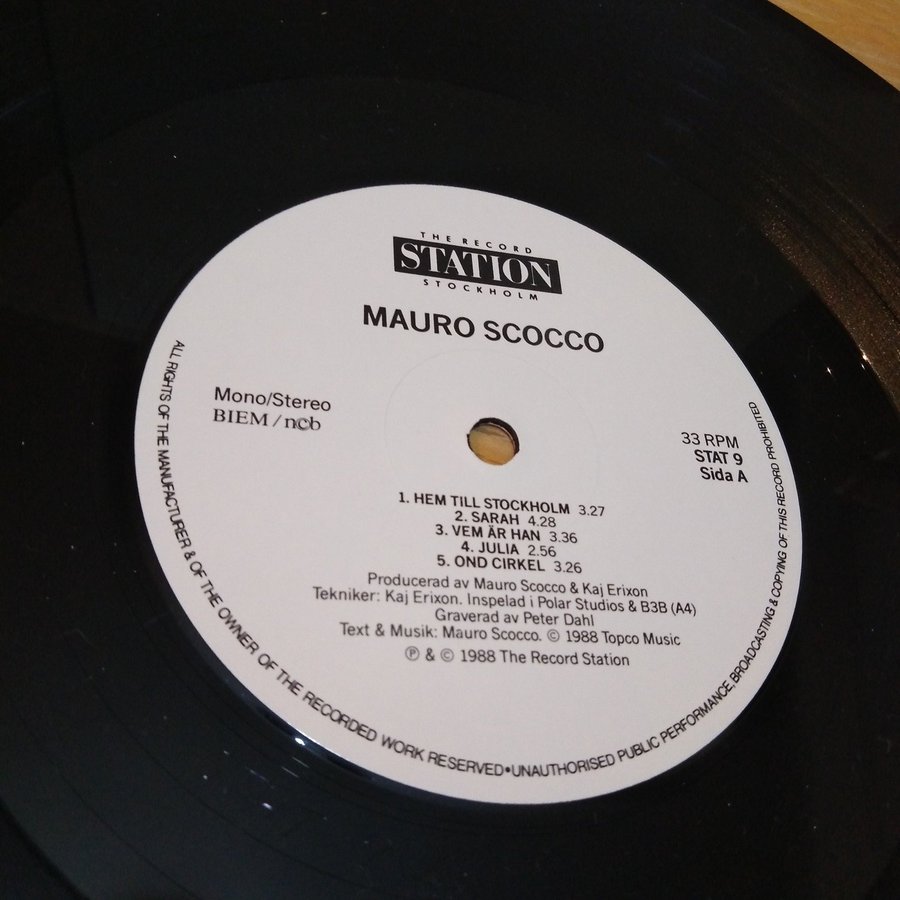 THE RECORD
STATION
STOCKHOLM
MAURO SCOCCO
Mono/Stereo
BIEM / n©b
33 RPM
STAT 9
Sida A
1. HEM TILL STOCKHOLM 3.27
2. SARAH 4.28
3. VEM ÄR HAN 3.36
4. JULIA 2.56
5. OND CIRKEL 3.26
Producerad av Mauro Scocco & Kaj Erixon
Tekniker: Kaj Erixon. Inspelad i Polar Studios & B3B (A4)
Graverad av Peter Dahl
Text & Musik: Mauro Scocco. © 1988 Topco Music
℗ & © 1988 The Record Station
ALL RIGHTS OF THE MANUFACTURER & OF THE OWNER OF THE RECORDED WORK RESERVED•UNAUTHORISED PUBLIC PERFORMANCE, BROADCASTING & COPYING OF THIS RECORD PROHIBITED